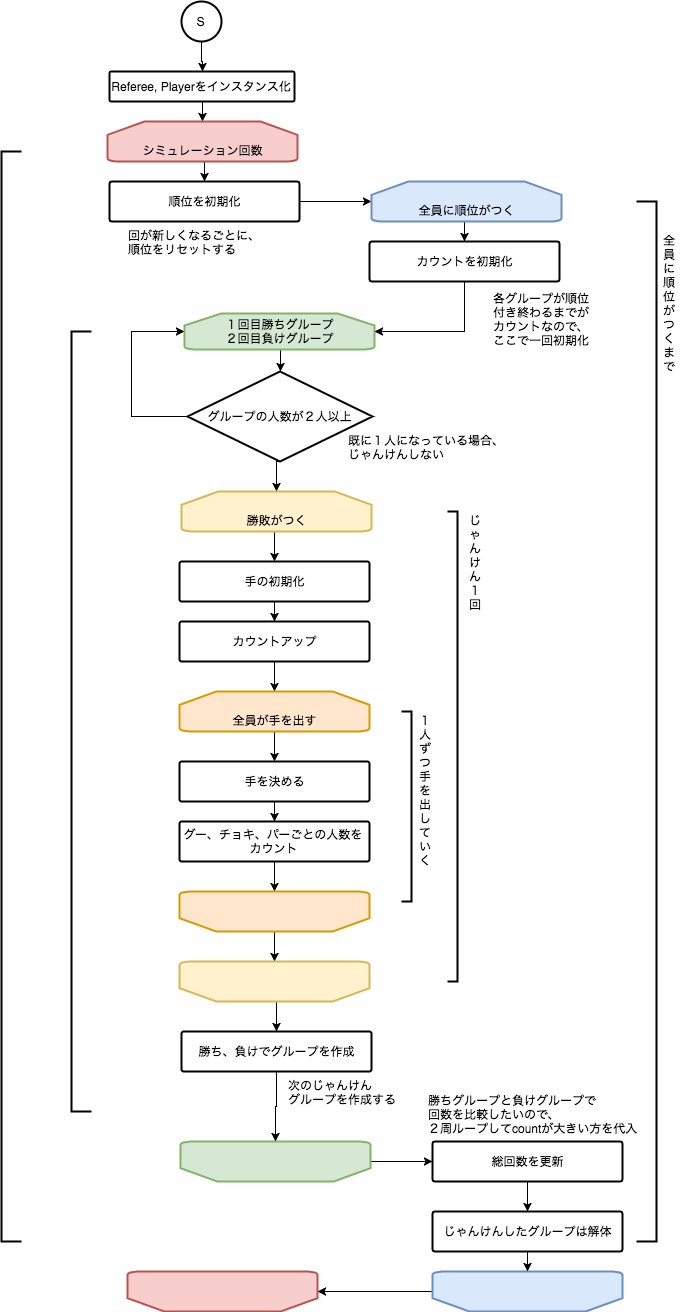 S
Referee, Playerをインスタンス化
シミュレーション回数
順位を初期化
全員に順位がつく
回が新しくなるごとに、
順位をリセットする
カウントを初期化
全員に順位がつくまで
各グループが順位
付き終わるまでが
カウントなので、
ここで一回初期化
１回目勝ちグループ
２回目負けグループ
グループの人数が２人以上
既に１人になっている場合、
じゃんけんしない
勝敗がつく
じゃんけん１回
手の初期化
カウントアップ
全員が手を出す
１人ずつ手を出していく
手を決める
グー、チョキ、パーごとの人数を
カウント
勝ち、負けでグループを作成
次のじゃんけん
グループを作成する
勝ちグループと負けグループで
回数を比較したいので、
２周ループしてcountが大きい方を代入
総回数を更新
じゃんけんしたグループは解体